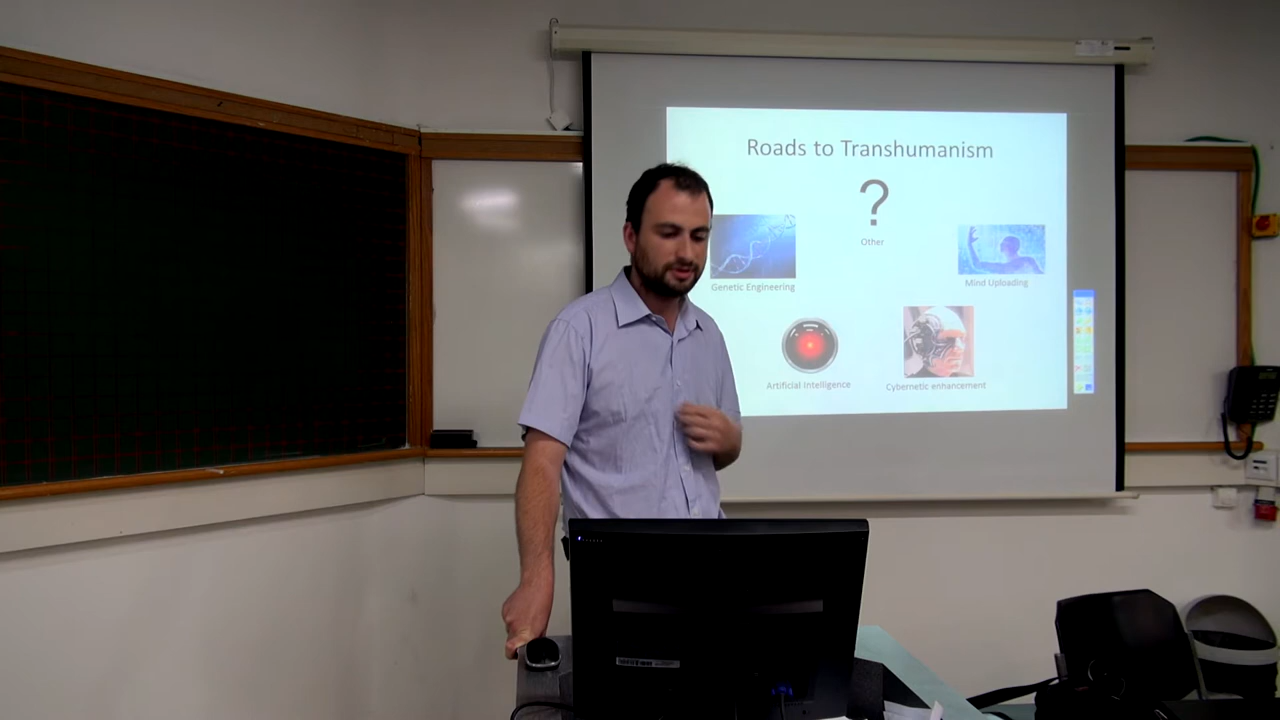 Roads to Transhumanism
?
Other
Genetic Engineering
Mind Uploading
Artificial Intelligence
Cybernetic enhancement